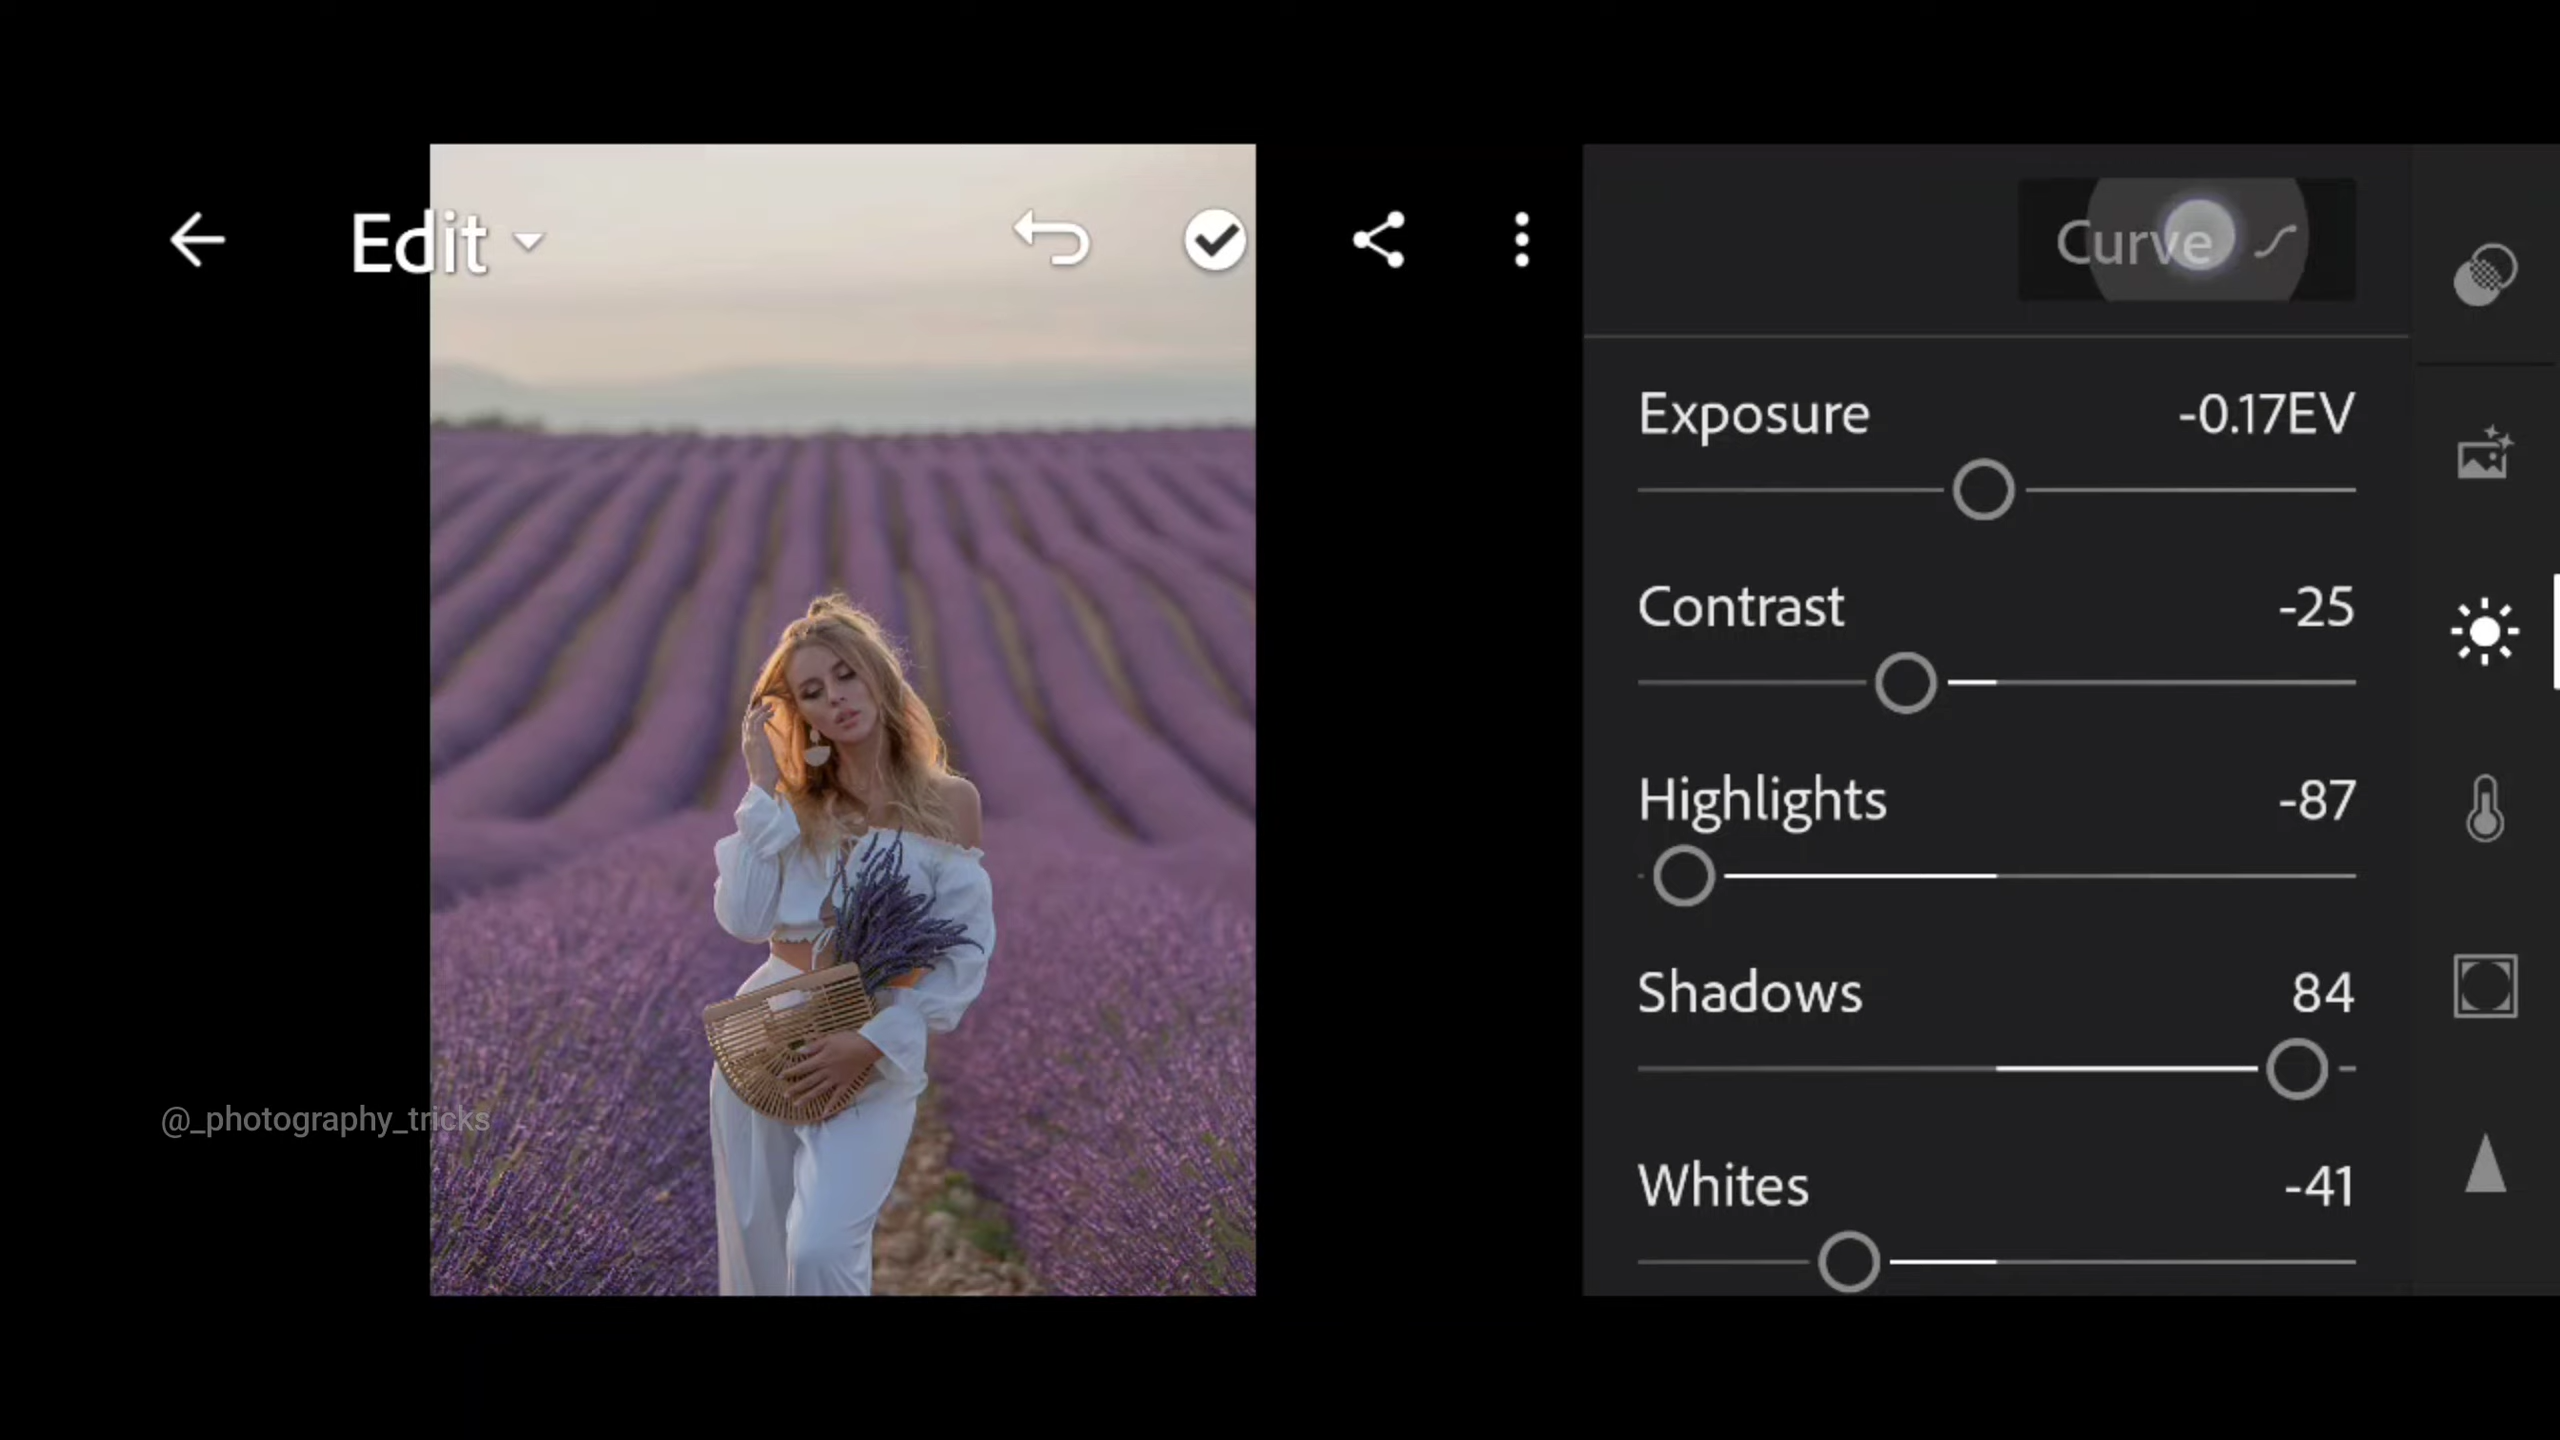 Edit
Curve
Exposure -0.17EV
Contrast -25
Highlights -87
Shadows 84
Whites -41
@_photography_tricks